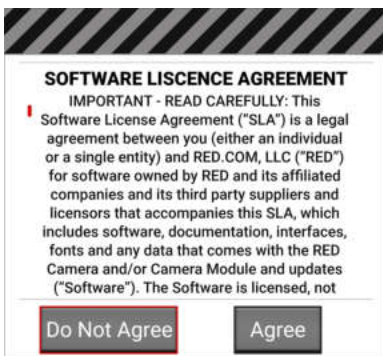 SOFTWARE LISCENCE AGREEMENT
IMPORTANT - READ CAREFULLY: This
Software License Agreement (“SLA”) is a legal
agreement between you (either an individual
or a single entity) and RED.COM, LLC (“RED”)
for software owned by RED and its affiliated
companies and its third party suppliers and
licensors that accompanies this SLA, which
includes software, documentation, interfaces,
fonts and any data that comes with the RED
Camera and/or Camera Module and updates
(“Software”). The Software is licensed, not
Do Not Agree
Agree